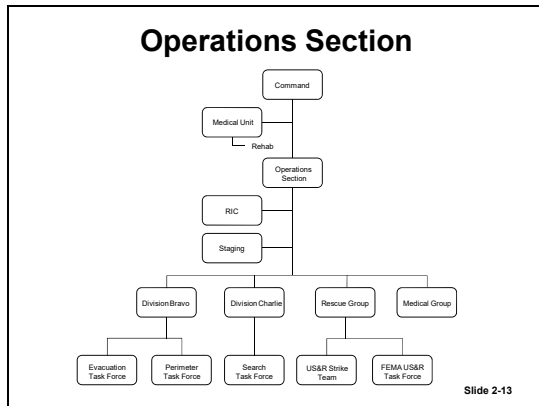 Operations Section
Command
Medical Unit
Rehab
Operations
Section
RIC
Staging
Division Bravo
Division Charlie
Rescue Group
Medical Group
Evacuation
Task Force
Perimeter
Task Force
Search
Task Force
US&R Strike
Team
FEMA US&R
Task Force
Slide 2-13